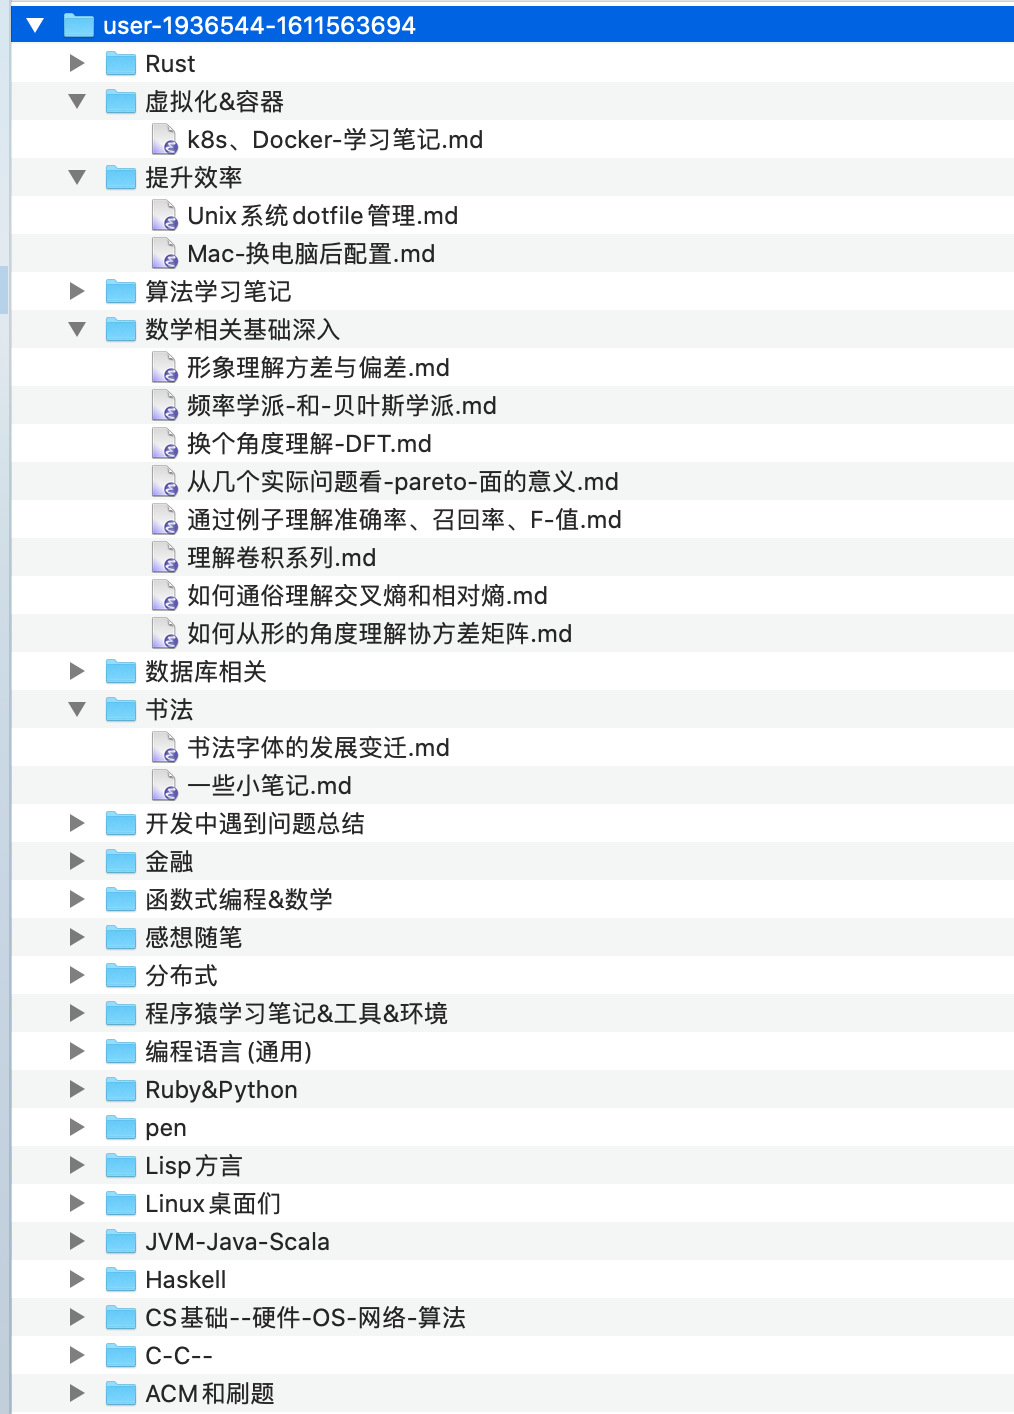 user-1936544-1611563694
Rust
虚拟化&容器
k8s、Docker-学习笔记.md
提升效率
Unix系统dotfile管理.md
Mac-换电脑后配置.md
算法学习笔记
数学相关基础深入
形象理解方差与偏差.md
频率学派-和-贝叶斯学派.md
换个角度理解-DFT.md
从几个实际问题看-pareto-面的意义.md
通过例子理解准确率、召回率、F-值.md
理解卷积系列.md
如何通俗理解交叉熵和相对熵.md
如何从形的角度理解协方差矩阵.md
数据库相关
书法
书法字体的发展变迁.md
一些小笔记.md
开发中遇到问题总结
金融
函数式编程&数学
感想随笔
分布式
程序猿学习笔记&工具&环境
编程语言(通用)
Ruby&Python
pen
Lisp方言
Linux桌面们
JVM-Java-Scala
Haskell
CS基础--硬件-OS-网络-算法
C-C--
ACM和刷题